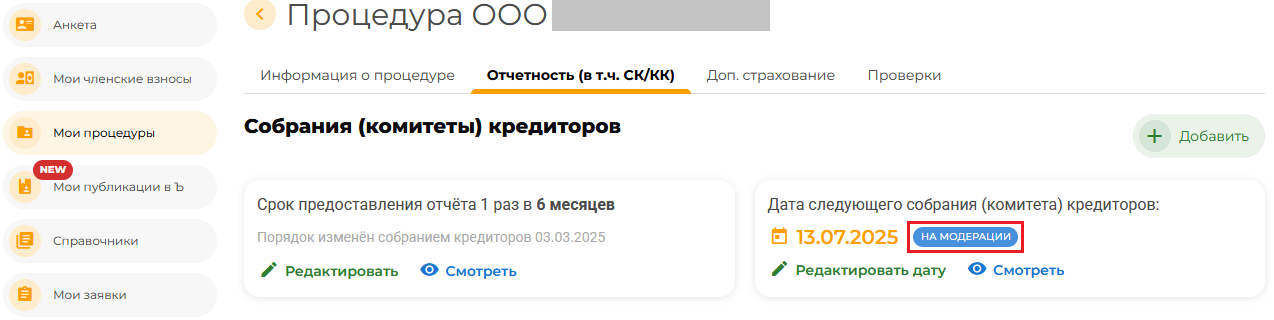 Анкета
Мои членские взносы
Мои процедуры
NEW
Мои публикации в Ъ
Справочники
Мои заявки
Процедура ООО
Информация о процедуре
Отчетность (в т.ч. СК/КК)
Доп. страхование
Проверки
Собрания (комитеты) кредиторов
Добавить
Срок предоставления отчёта 1 раз в 6 месяцев
Порядок изменён собранием кредиторов 03.03.2025
Редактировать
Смотреть
Дата следующего собрания (комитета) кредиторов:
13.07.2025
НА МОДЕРАЦИИ
Редактировать дату
Смотреть